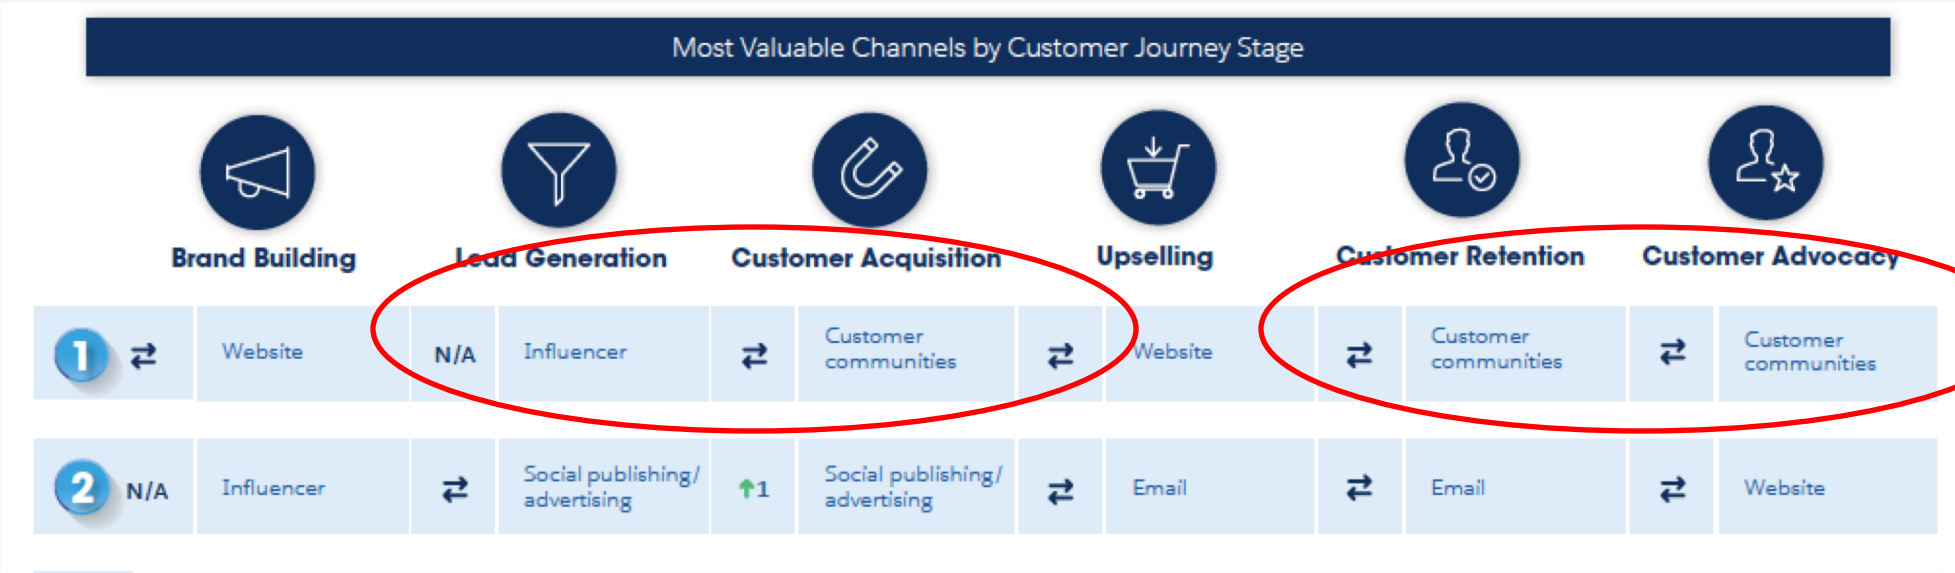 Most Valuable Channels by Customer Journey Stage
Brand Building
Lead Generation
Customer Acquisition
Upselling
Customer Retention
Customer Advocacy
1
Website
N/A
Influencer
Customer
communities
Website
Customer
communities
Customer
communities
2
N/A
Influencer
Social publishing/
advertising
1
Social publishing/
advertising
Email
Email
Website